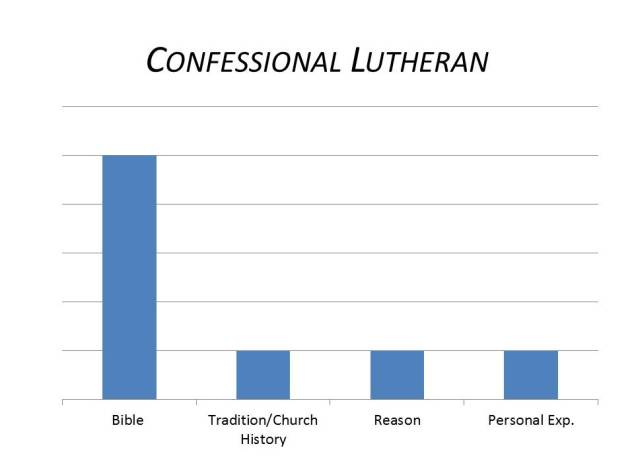 CONFESSIONAL LUTHERAN
Bible
Tradition/Church
History
Reason
Personal Exp.